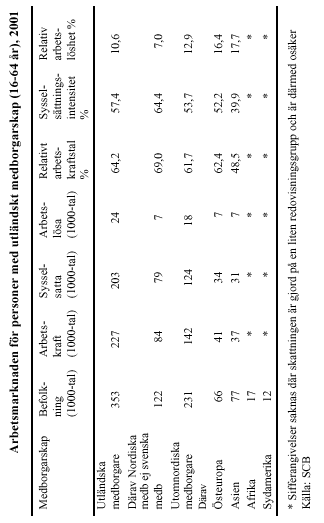 Arbetsmarknaden för personer med utländskt medborgarskap (16-64 år), 2001
Medborgarskap Befolk- Arbets- Syssel- Arbets- Relativt Syssel- Relativ
ning kraft satta lösa arbets- sättnings- arbets-
(1000-tal) (1000-tal) (1000-tal) (1000-tal) kraftstal intensitet löshet %
% %
Utländska
medborgare 353 227 203 24 64,2 57,4 10,6
Därav Nordiska
medb ej svenska
medb 122 84 79 7 69,0 64,4 7,0
Utomnordiska
medborgare 231 142 124 18 61,7 53,7 12,9
Därav
Östeuropa 66 41 34 7 62,4 52,2 16,4
Asien 77 37 31 7 48,5 39,9 17,7
Afrika 17 * * * * * *
Sydamerika 12 * * * * * *
* Sifferangivelser saknas där skattningen är gjord på en liten redovisningsgrupp och är därmed osäker
Källa: SCB